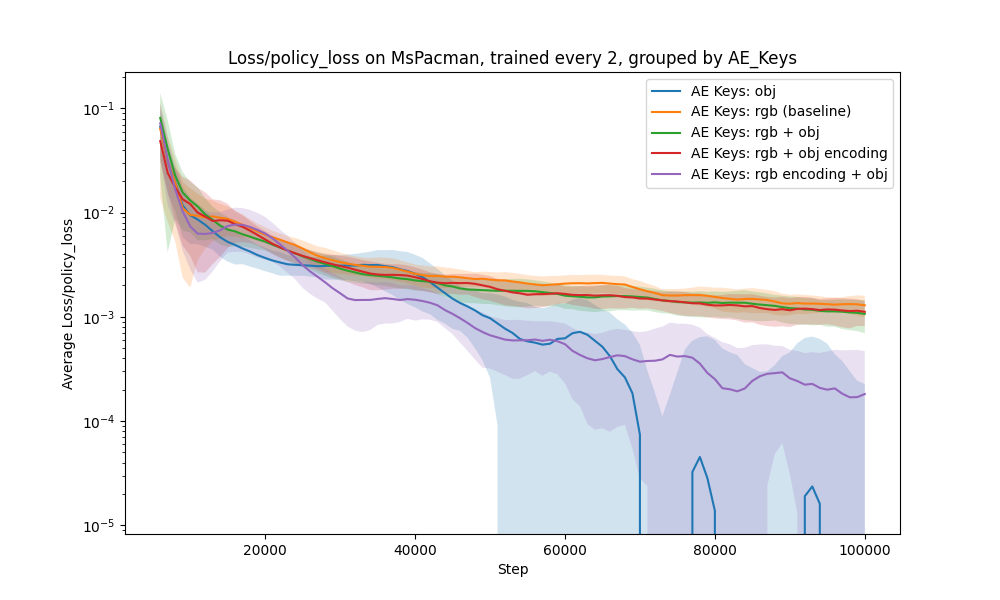 Loss/policy_loss on MsPacman, trained every 2, grouped by AE_Keys
AE Keys: obj
AE Keys: rgb (baseline)
AE Keys: rgb + obj
AE Keys: rgb + obj encoding
AE Keys: rgb encoding + obj
Average Loss/policy_loss
10⁻¹
10⁻²
10⁻³
10⁻⁴
10⁻⁵
20000 40000 60000 80000 100000
Step